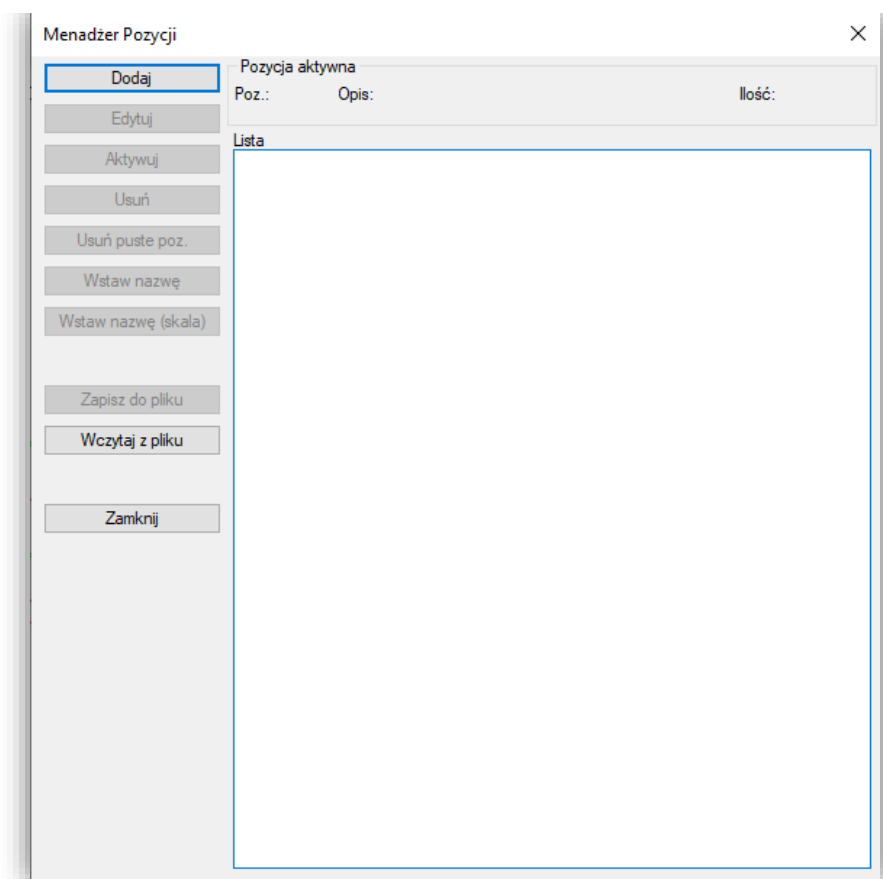 Menadżer Pozycji
Dodaj
Edytuj
Aktywuj
Usuń
Usuń puste poz.
Wstaw nazwę
Wstaw nazwę (skala)
Zapisz do pliku
Wczytaj z pliku
Zamknij
Pozycja aktywna
Poz.: Opis: Ilość:
Lista